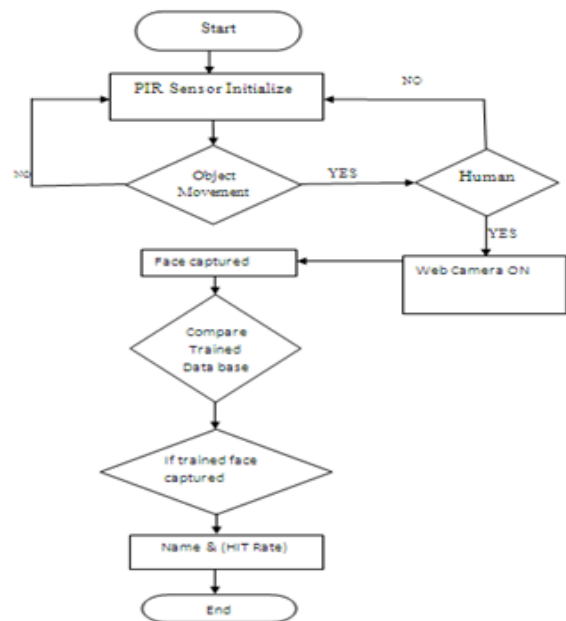 Start
PIR Sensor Initialize
NO
NO
Object
Movement
YES
Human
YES
Face captured
Web Camera ON
Compare
Trained
Data base
If trained face
captured
Name & (HIT Rate)
End